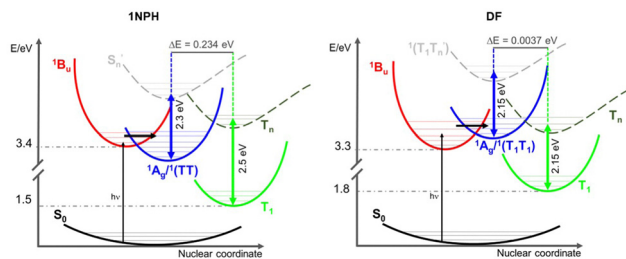 1NPH
E/eV
ΔE = 0.234 eV
Sn'
¹Bu
2.3 eV
Tn
3.4
¹Ag/¹(TT)
2.5 eV
hν
1.5
T1
S0
Nuclear coordinate
DF
E/eV
ΔE = 0.0037 eV
¹(T1Tn)
¹Bu
2.15 eV
Tn
3.3
¹Ag/¹(T1T1)
2.15 eV
hν
1.8
T1
S0
Nuclear coordinate